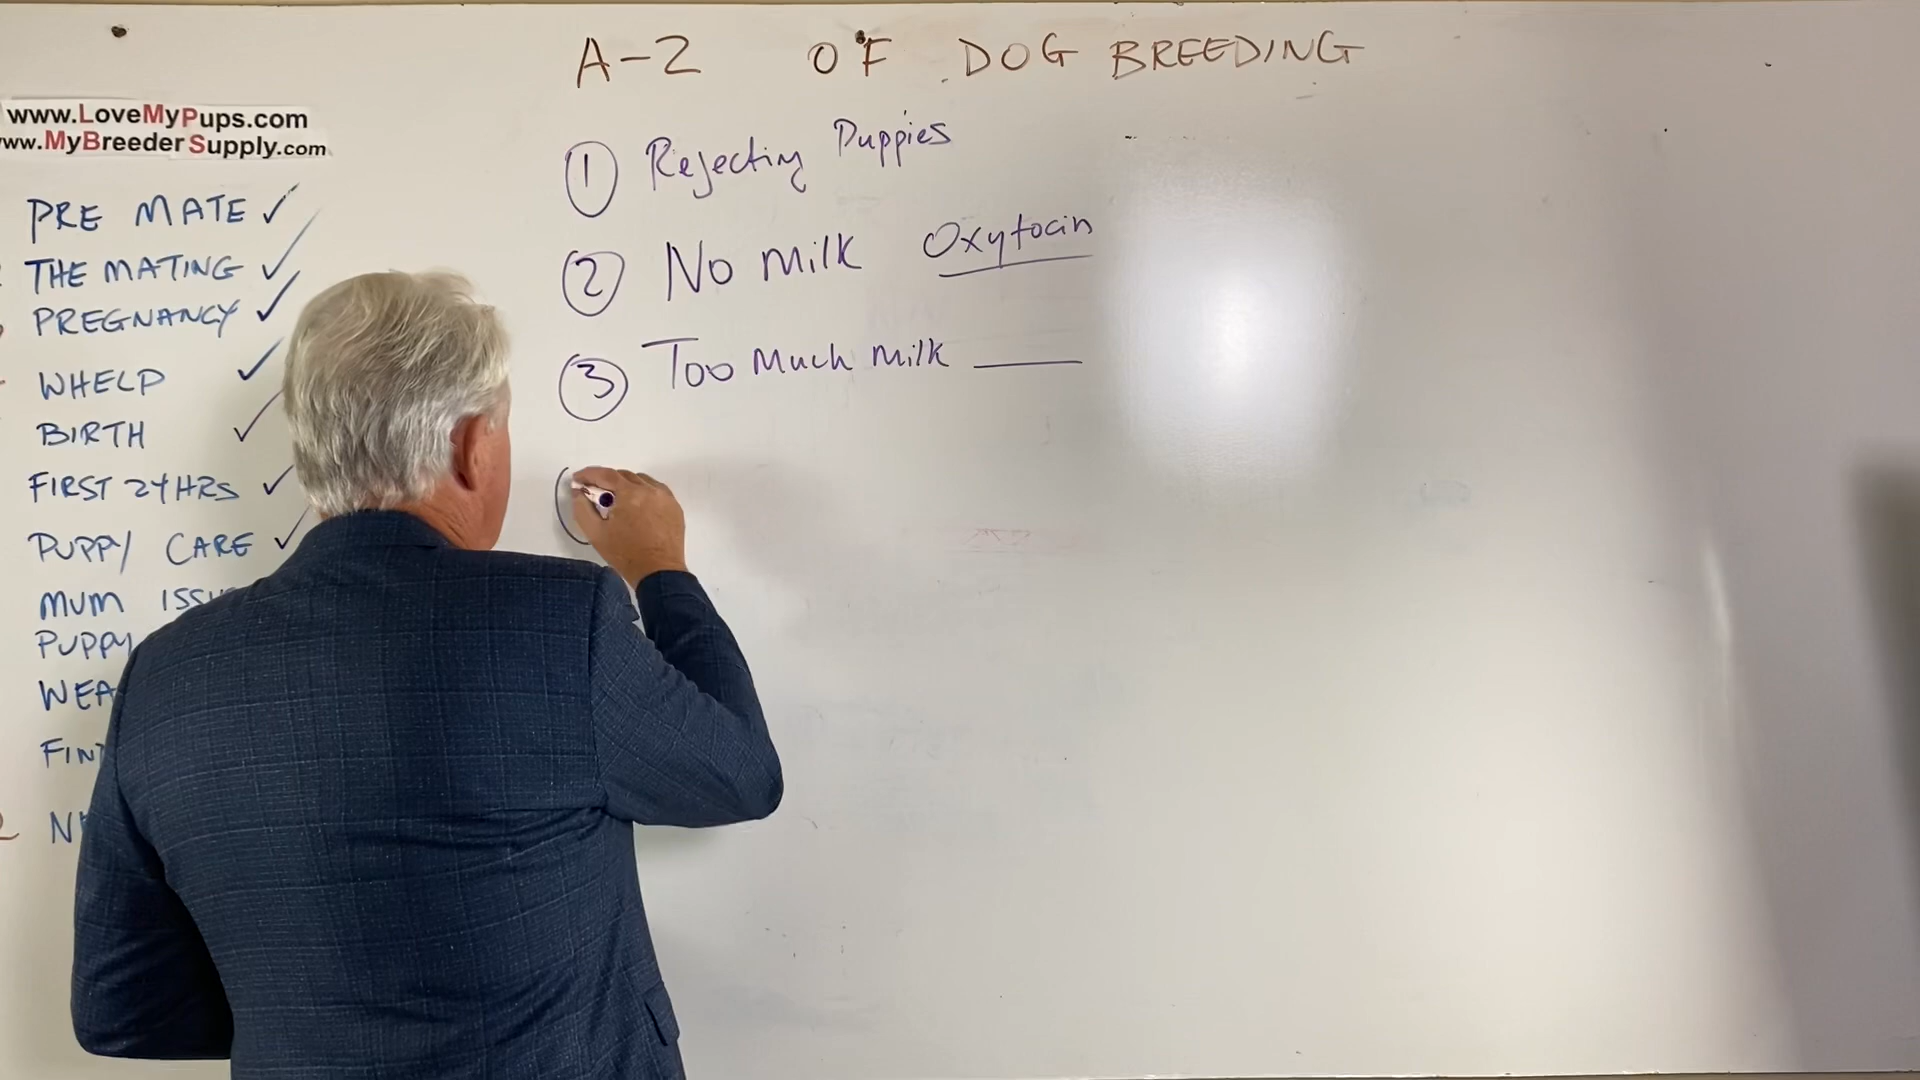 A-Z OF DOG BREEDING
www.LoveMyPups.com
ww.MyBreederSupply.com
PRE MATE ✓
THE MATING ✓
PREGNANCY ✓
WHELP ✓
BIRTH ✓
FIRST 24HRS ✓
PUPPY CARE ✓
MUM ISSU
PUPPY
WEA
FIN
① Rejecting Puppies
② No Milk Oxytocin
③ Too Much Milk